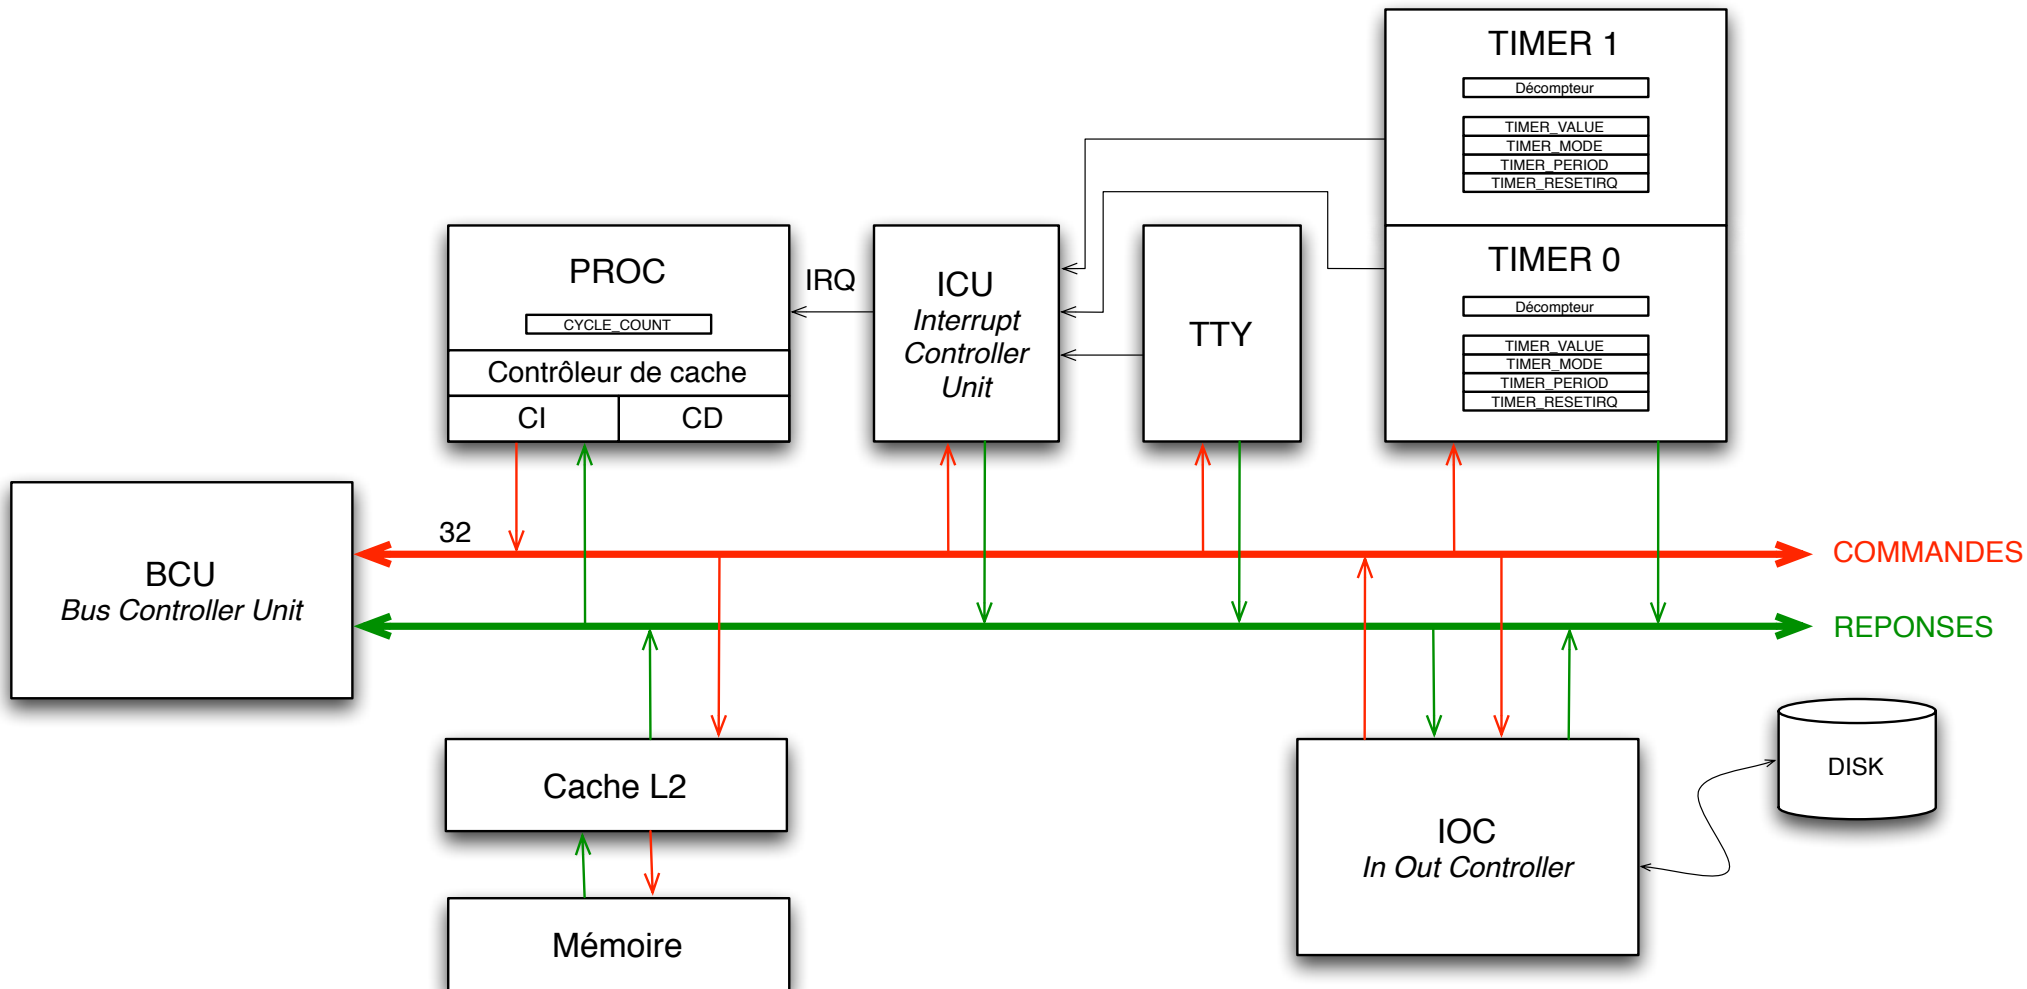 TIMER 1
Décompteur
TIMER_VALUE
TIMER_MODE
TIMER_PERIOD
TIMER_RESETIRQ
PROC
CYCLE_COUNT
Contrôleur de cache
CI
CD
IRQ
ICU
Interrupt
Controller
Unit
TTY
TIMER 0
Décompteur
TIMER_VALUE
TIMER_MODE
TIMER_PERIOD
TIMER_RESETIRQ
BCU
Bus Controller Unit
32
COMMANDES
REPONSES
Cache L2
Mémoire
IOC
In Out Controller
DISK